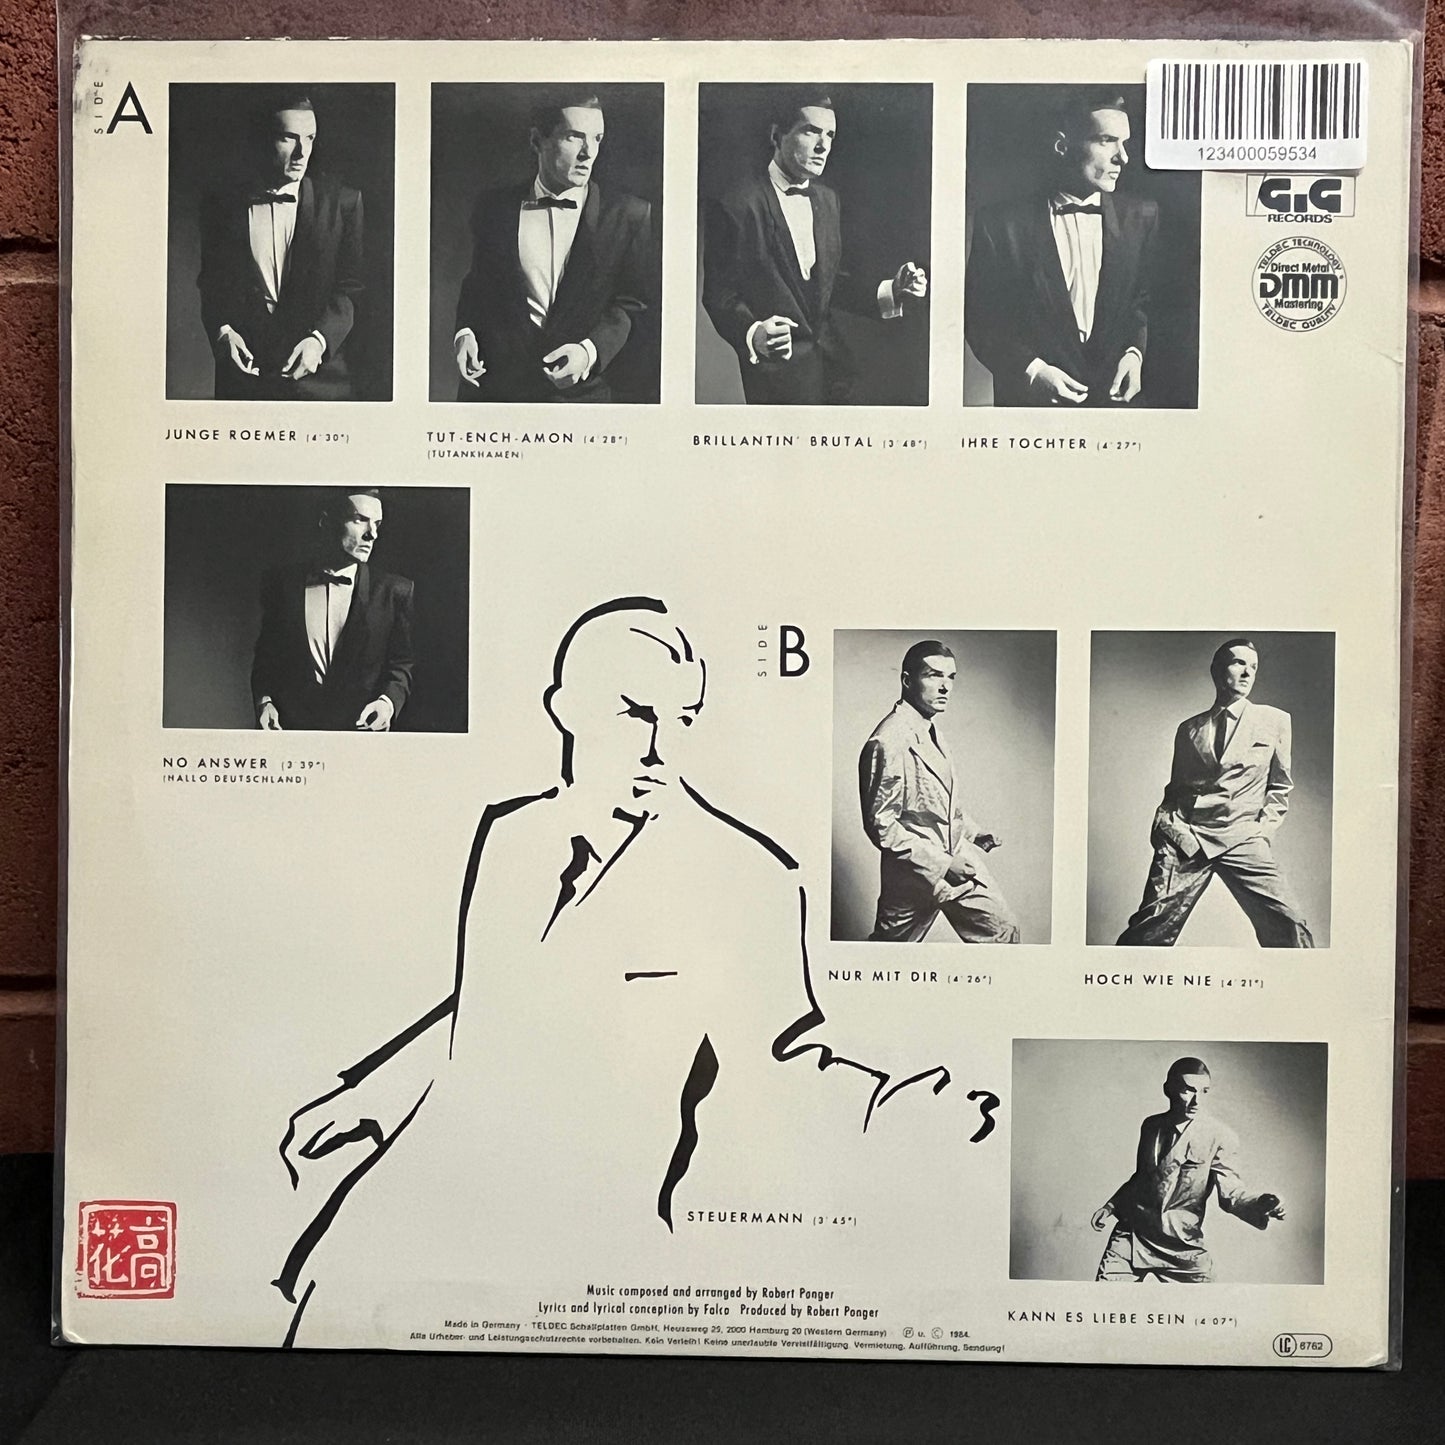 SIDE A
123400059534
GiG
RECORDS
TELDEC TECHNOLOGY
Direct Metal
DMM
Mastering
TELDEC QUALITY
JUNGE ROEMER (4'30")
TUT-ENCH-AMON (4'28")
(TUTANKHAMEN)
BRILLANTIN' BRUTAL (3'48")
IHRE TOCHTER (4'27")
NO ANSWER (3'39")
(HALLO DEUTSCHLAND)
SIDE B
NUR MIT DIR (4'26")
HOCH WIE NIE (4'21")
STEUERMANN (3'45")
KANN ES LIEBE SEIN (4'07")
高花
Music composed and arranged by Robert Ponger
Lyrics and lyrical conception by Falco Produced by Robert Ponger
Made in Germany · TELDEC Schallplatten GmbH, Heussweg 25, 2000 Hamburg 20 (Western Germany) · Ⓟ u. © 1984
Alle Urheber- und Leistungsschutzrechte vorbehalten. Kein Verleih! Keine unerlaubte Vervielfältigung, Vermietung, Aufführung, Sendung!
LC 8762